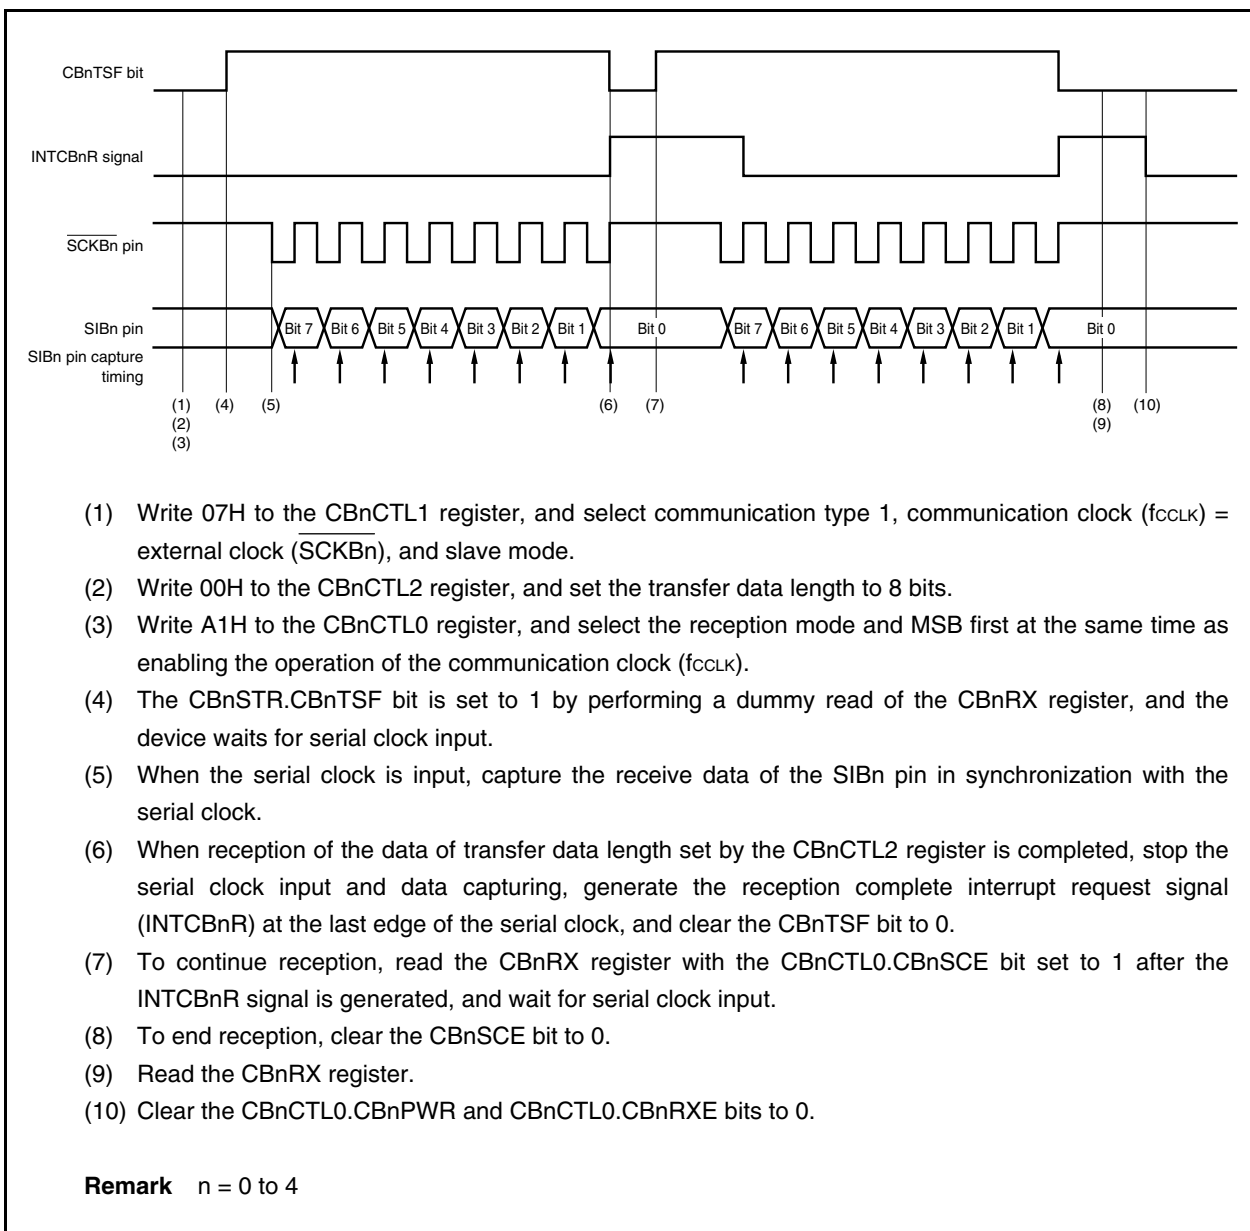 CBnTSF bit
INTCBnR signal
SCKBn pin
SIBn pin
Bit 7 Bit 6 Bit 5 Bit 4 Bit 3 Bit 2 Bit 1 Bit 0 Bit 7 Bit 6 Bit 5 Bit 4 Bit 3 Bit 2 Bit 1 Bit 0
SIBn pin capture
timing
(1) (4) (5) (6) (7) (8) (10)
(2) (9)
(3)
(1) Write 07H to the CBnCTL1 register, and select communication type 1, communication clock (fCCLK) =
external clock (SCKBn), and slave mode.
(2) Write 00H to the CBnCTL2 register, and set the transfer data length to 8 bits.
(3) Write A1H to the CBnCTL0 register, and select the reception mode and MSB first at the same time as
enabling the operation of the communication clock (fCCLK).
(4) The CBnSTR.CBnTSF bit is set to 1 by performing a dummy read of the CBnRX register, and the
device waits for serial clock input.
(5) When the serial clock is input, capture the receive data of the SIBn pin in synchronization with the
serial clock.
(6) When reception of the data of transfer data length set by the CBnCTL2 register is completed, stop the
serial clock input and data capturing, generate the reception complete interrupt request signal
(INTCBnR) at the last edge of the serial clock, and clear the CBnTSF bit to 0.
(7) To continue reception, read the CBnRX register with the CBnCTL0.CBnSCE bit set to 1 after the
INTCBnR signal is generated, and wait for serial clock input.
(8) To end reception, clear the CBnSCE bit to 0.
(9) Read the CBnRX register.
(10) Clear the CBnCTL0.CBnPWR and CBnCTL0.CBnRXE bits to 0.
Remark n = 0 to 4